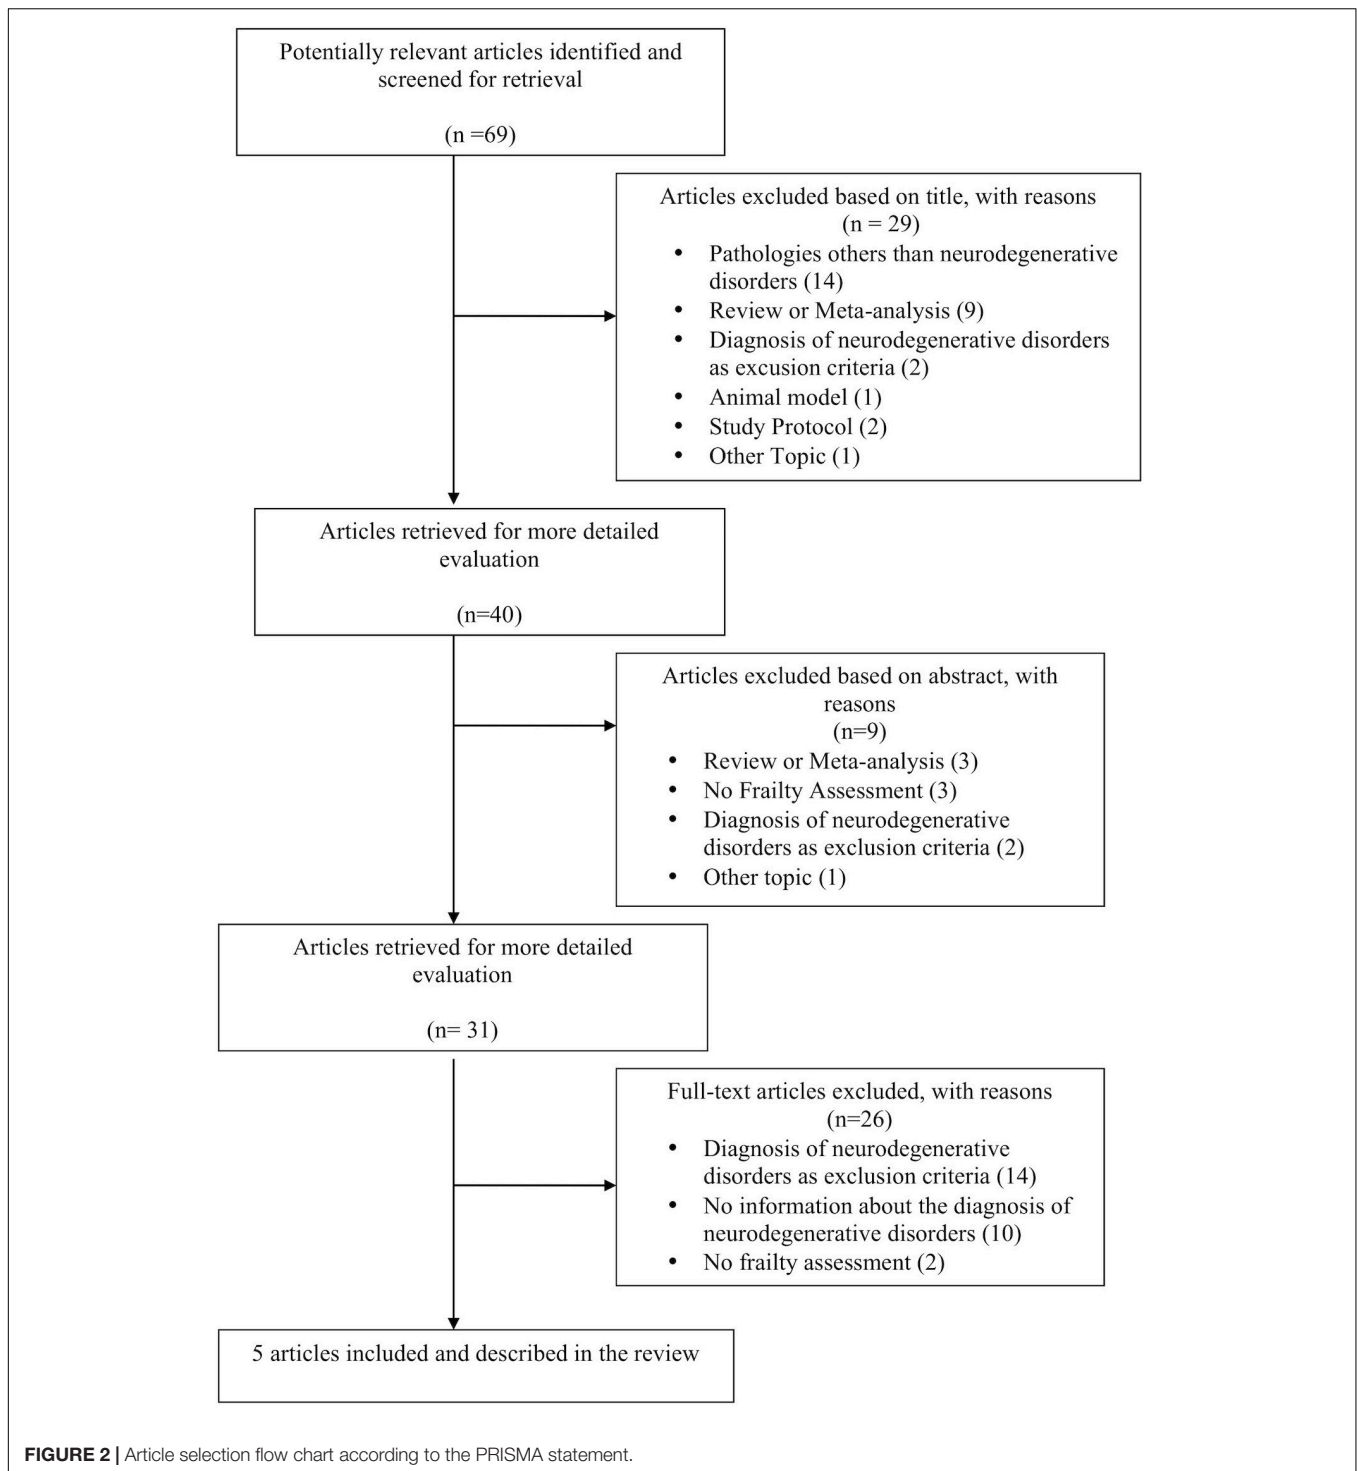 Potentially relevant articles identified and
screened for retrieval
(n =69)
Articles excluded based on title, with reasons
(n = 29)
• Pathologies others than neurodegenerative
disorders (14)
• Review or Meta-analysis (9)
• Diagnosis of neurodegenerative disorders
as excusion criteria (2)
• Animal model (1)
• Study Protocol (2)
• Other Topic (1)
Articles retrieved for more detailed
evaluation
(n=40)
Articles excluded based on abstract, with
reasons
(n=9)
• Review or Meta-analysis (3)
• No Frailty Assessment (3)
• Diagnosis of neurodegenerative
disorders as exclusion criteria (2)
• Other topic (1)
Articles retrieved for more detailed
evaluation
(n= 31)
Full-text articles excluded, with reasons
(n=26)
• Diagnosis of neurodegenerative
disorders as exclusion criteria (14)
• No information about the diagnosis of
neurodegenerative disorders (10)
• No frailty assessment (2)
5 articles included and described in the review
FIGURE 2 | Article selection flow chart according to the PRISMA statement.